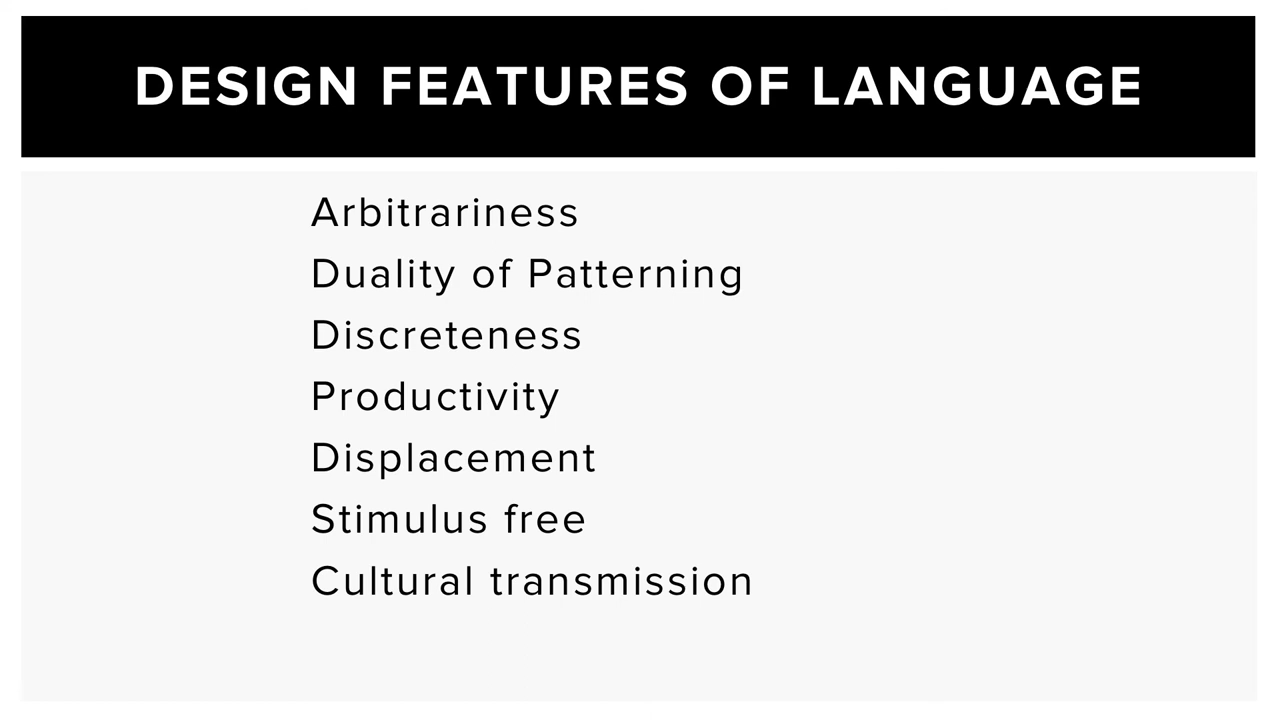 DESIGN FEATURES OF LANGUAGE
Arbitrariness
Duality of Patterning
Discreteness
Productivity
Displacement
Stimulus free
Cultural transmission